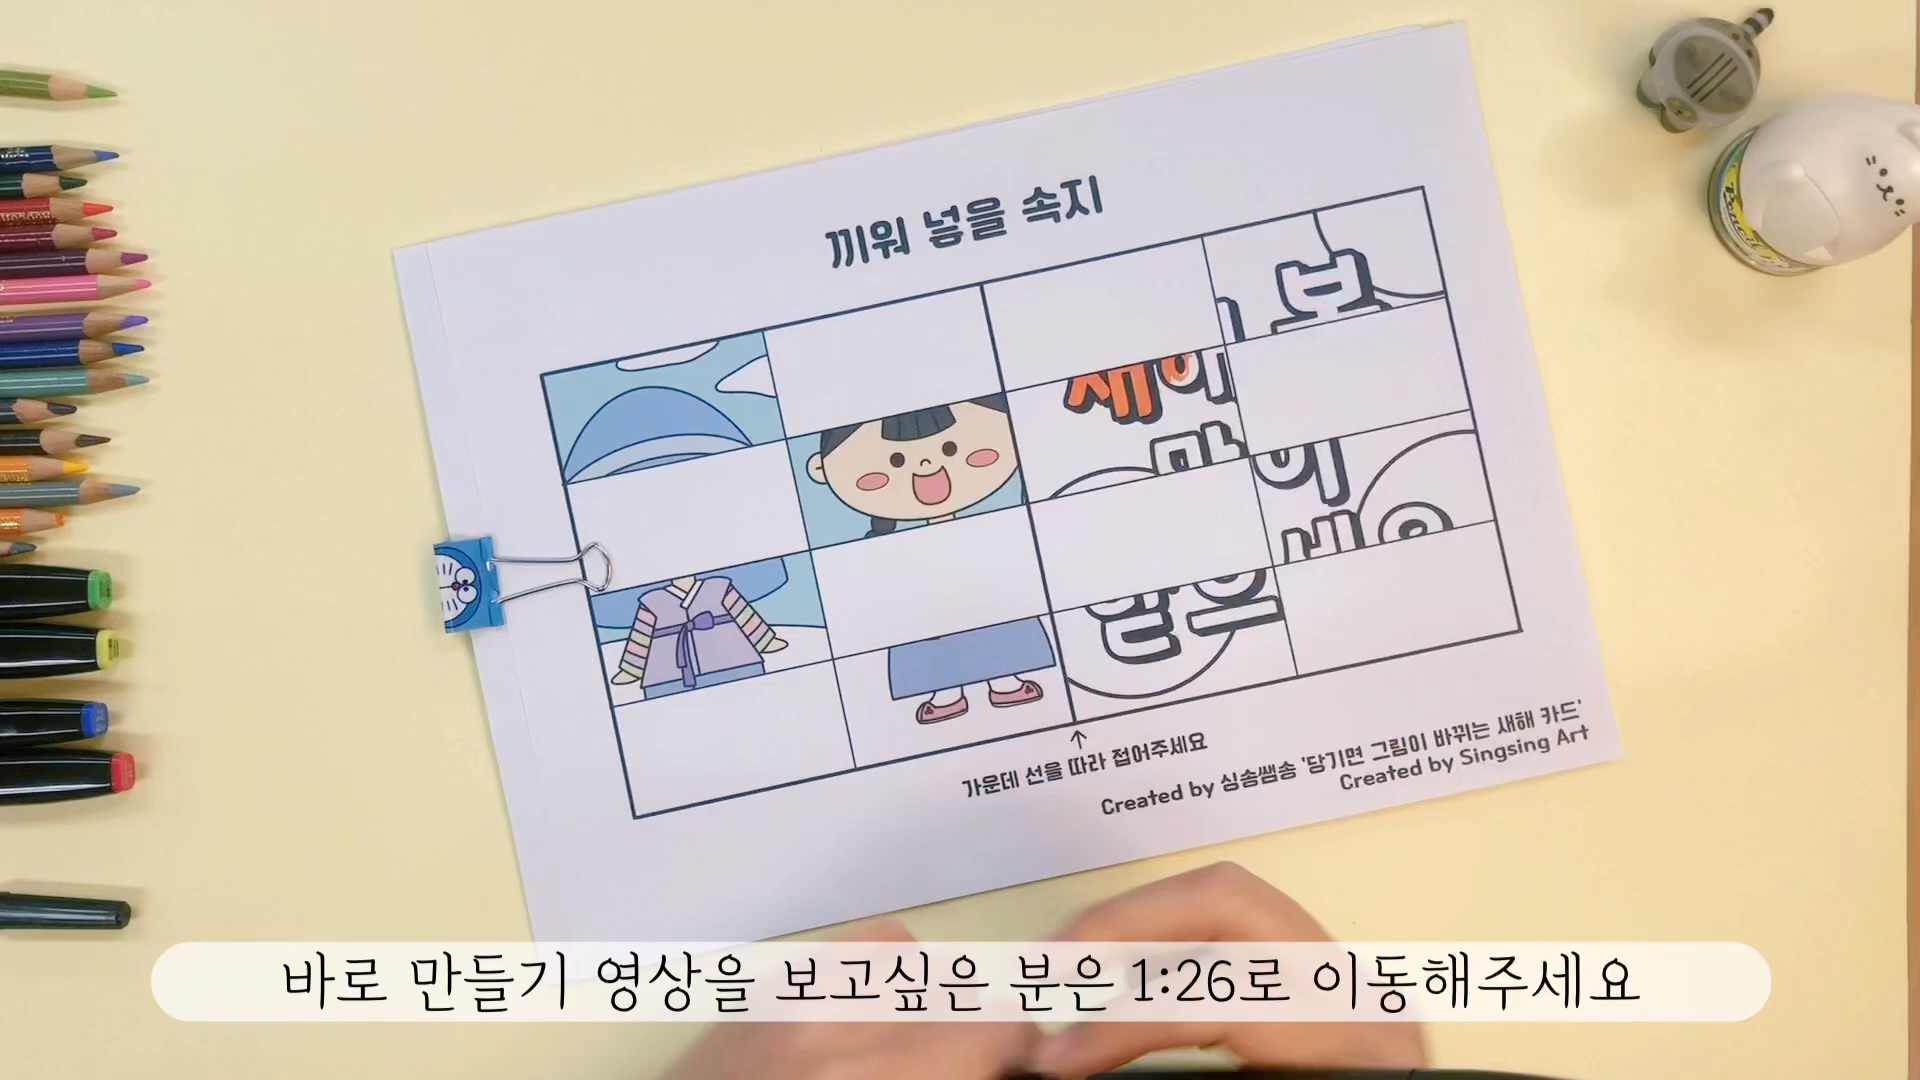 끼워 넣을 속지
가운데 선을 따라 접어주세요
Created by 싱송쌤송 '당기면 그림이 바뀌는 새해 카드'
Created by Singsing Art
바로 만들기 영상을 보고싶은 분은 1:26로 이동해주세요